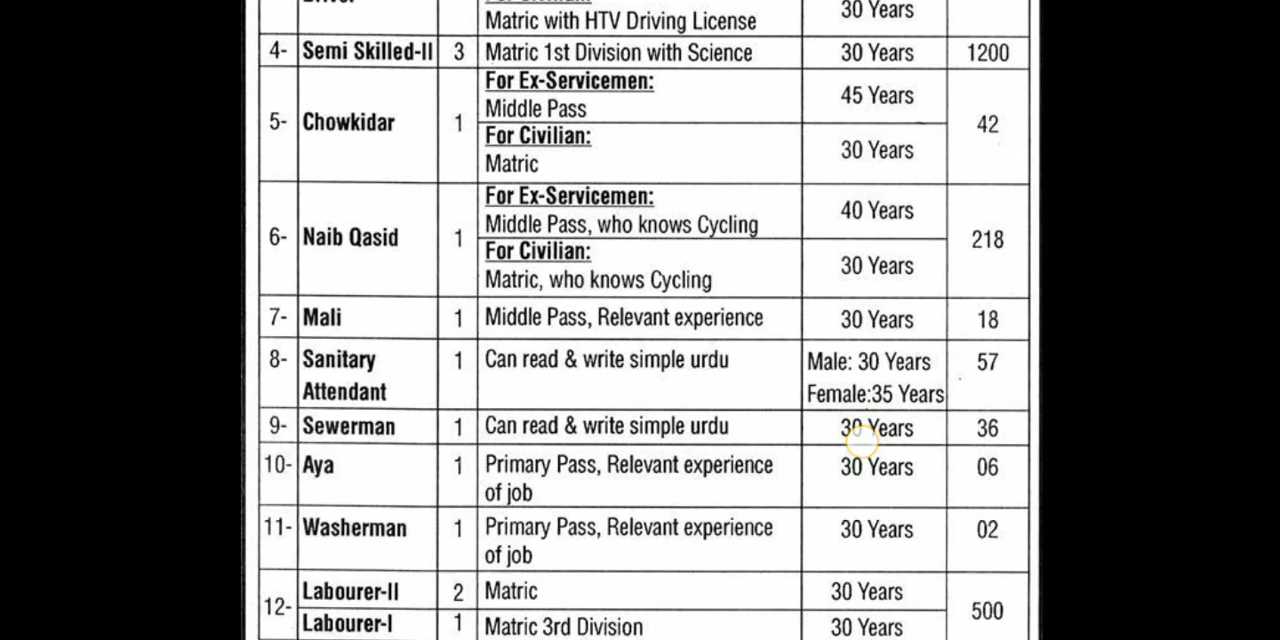 Driver
Matric with HTV Driving License 30 Years
4- Semi Skilled-II 3 Matric 1st Division with Science 30 Years 1200
5- Chowkidar 1 For Ex-Servicemen:
Middle Pass 45 Years 42
For Civilian:
Matric 30 Years
6- Naib Qasid 1 For Ex-Servicemen:
Middle Pass, who knows Cycling 40 Years 218
For Civilian:
Matric, who knows Cycling 30 Years
7- Mali 1 Middle Pass, Relevant experience 30 Years 18
8- Sanitary 1 Can read & write simple urdu Male: 30 Years 57
Attendant Female:35 Years
9- Sewerman 1 Can read & write simple urdu 30 Years 36
10- Aya 1 Primary Pass, Relevant experience 30 Years 06
of job
11- Washerman 1 Primary Pass, Relevant experience 30 Years 02
of job
12- Labourer-II 2 Matric 30 Years 500
Labourer-I 1 Matric 3rd Division 30 Years